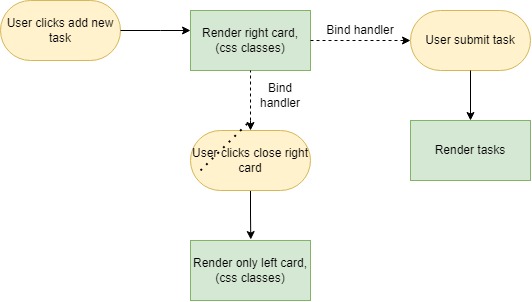 User clicks add new
task
Render right card,
(css classes)
Bind handler
User submit task
Bind
handler
User clicks close right
card
Render tasks
Render only left card,
(css classes)